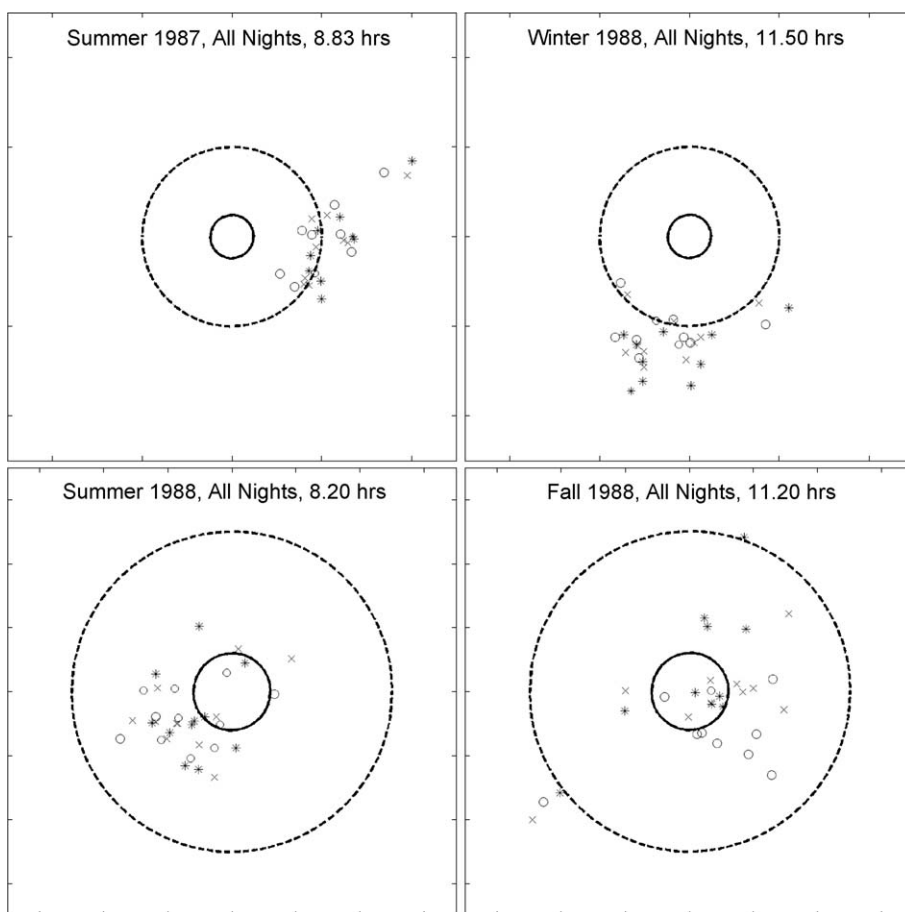 Summer 1987, All Nights, 8.83 hrs
Winter 1988, All Nights, 11.50 hrs
Summer 1988, All Nights, 8.20 hrs
Fall 1988, All Nights, 11.20 hrs